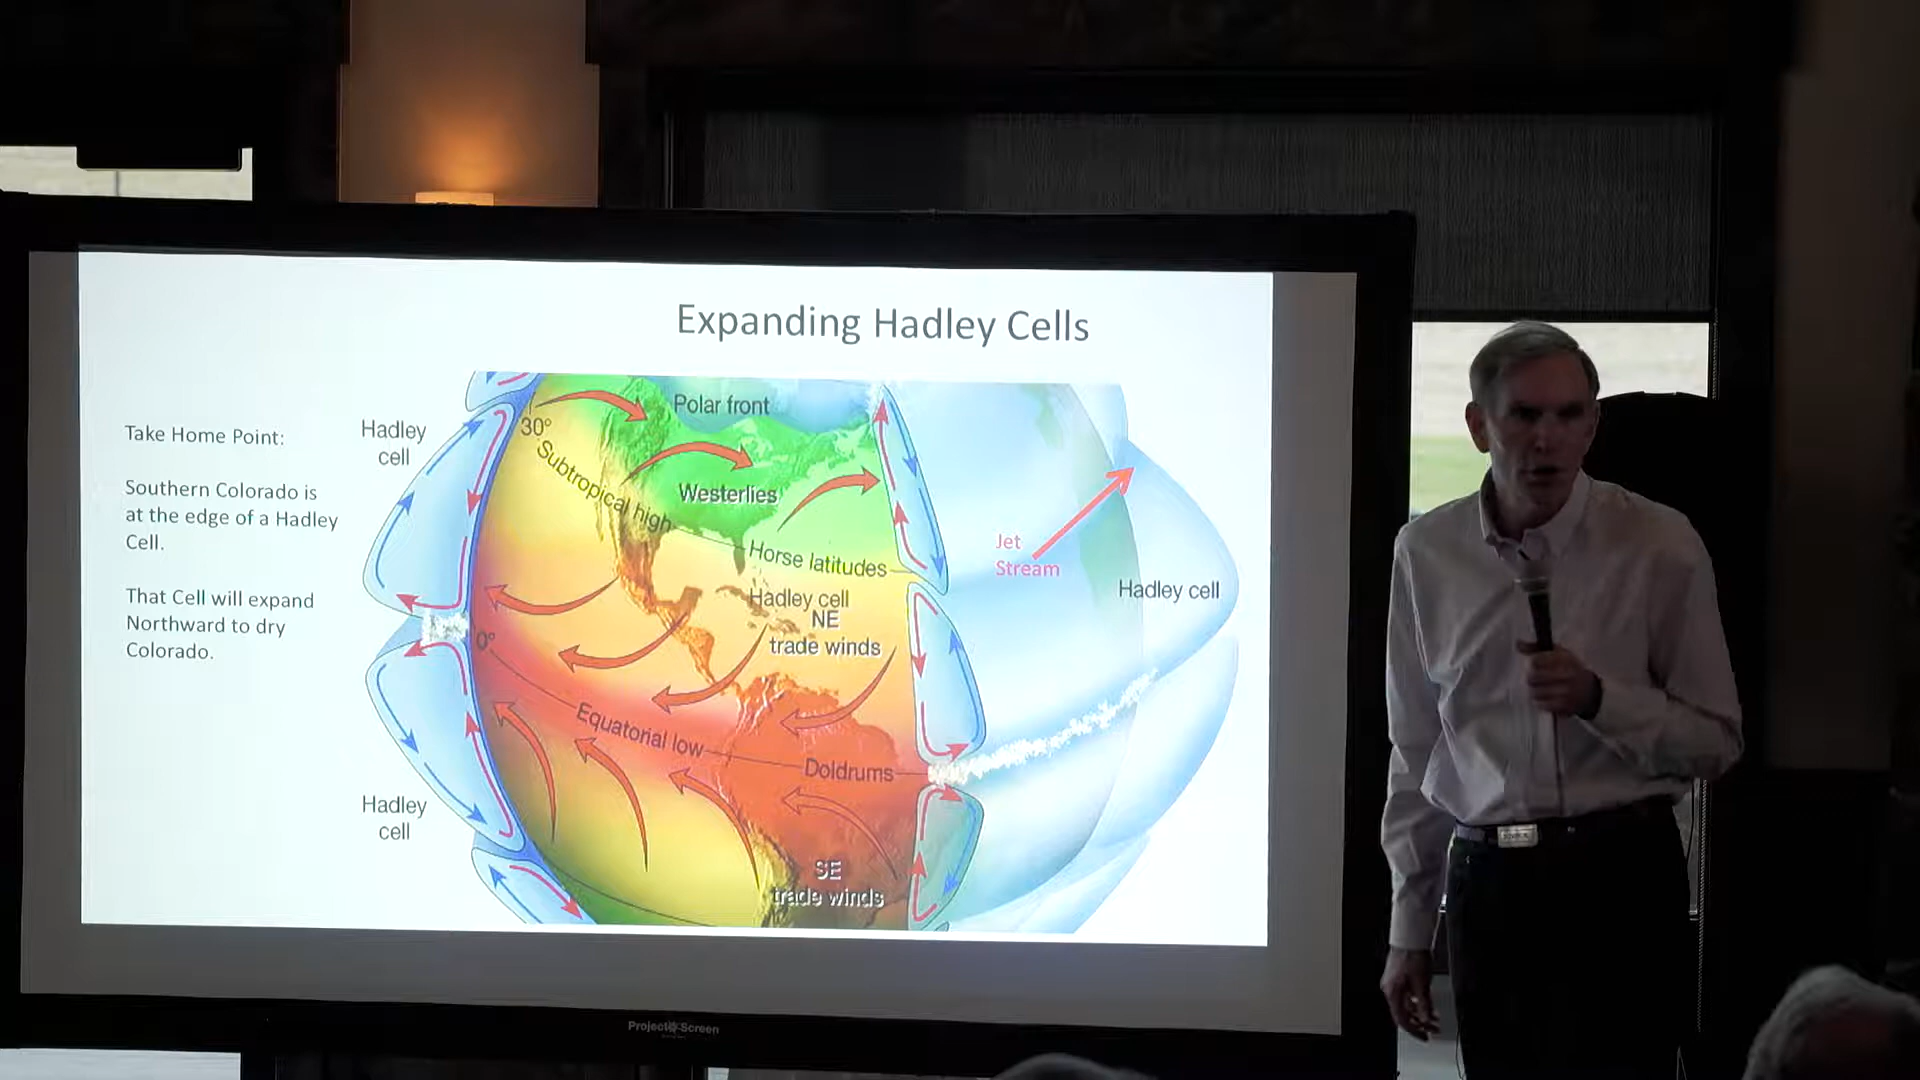 Expanding Hadley Cells
Take Home Point:
Southern Colorado is
at the edge of a Hadley
Cell.
That Cell will expand
Northward to dry
Colorado.
Hadley
cell
30°
Polar front
Subtropical high
Westerlies
Horse latitudes
Jet
Stream
Hadley cell
Hadley cell
NE
trade winds
0°
Equatorial low
Doldrums
Hadley
cell
SE
trade winds
Project Screen